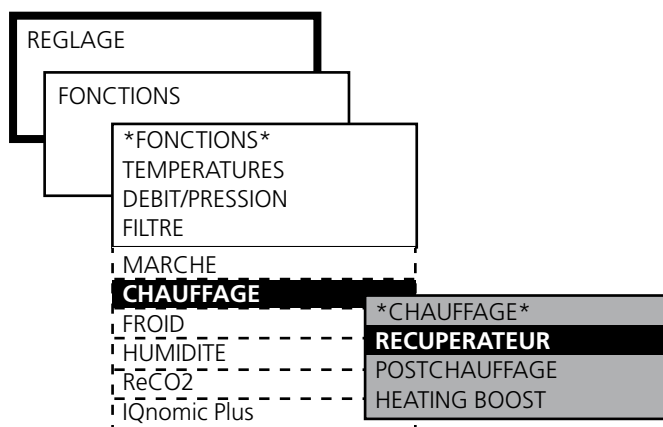 REGLAGE
FONCTIONS
*FONCTIONS*
TEMPERATURES
DEBIT/PRESSION
FILTRE
MARCHE
CHAUFFAGE
FROID
HUMIDITE
ReCO2
IQnomic Plus
*CHAUFFAGE*
RECUPERATEUR
POSTCHAUFFAGE
HEATING BOOST